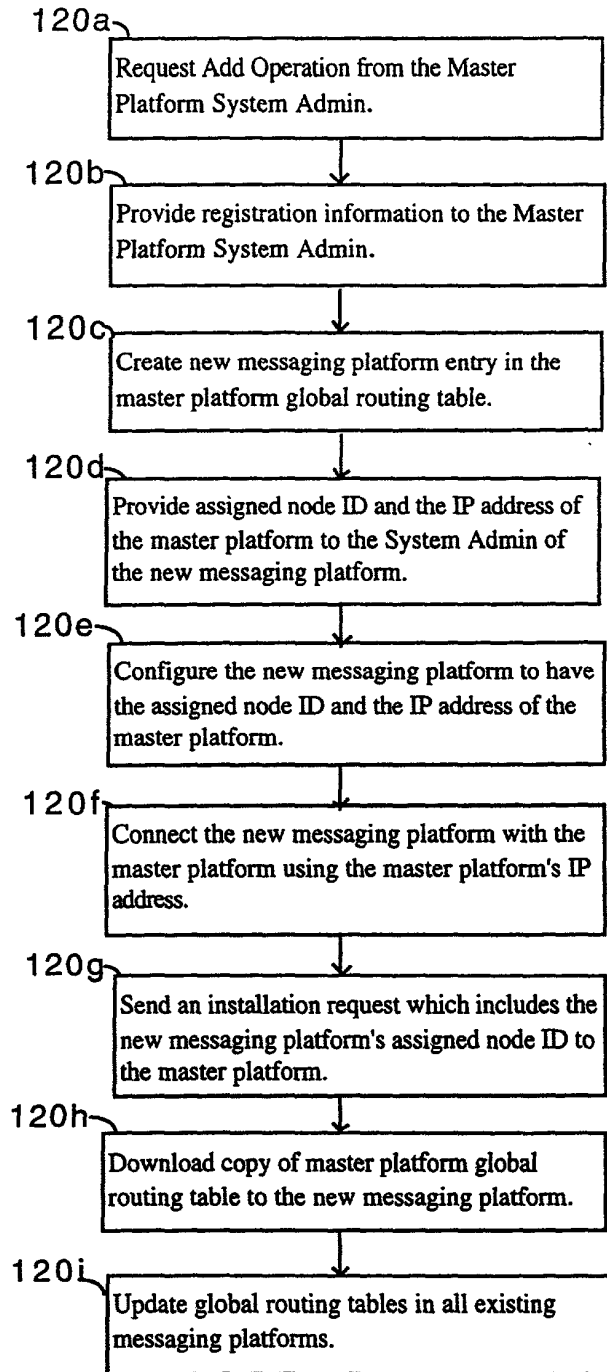 120a
Request Add Operation from the Master
Platform System Admin.
120b
Provide registration information to the Master
Platform System Admin.
120c
Create new messaging platform entry in the
master platform global routing table.
120d
Provide assigned node ID and the IP address of
the master platform to the System Admin of
the new messaging platform.
120e
Configure the new messaging platform to have
the assigned node ID and the IP address of the
master platform.
120f
Connect the new messaging platform with the
master platform using the master platform's IP
address.
120g
Send an installation request which includes the
new messaging platform's assigned node ID to
the master platform.
120h
Download copy of master platform global
routing table to the new messaging platform.
120i
Update global routing tables in all existing
messaging platforms.